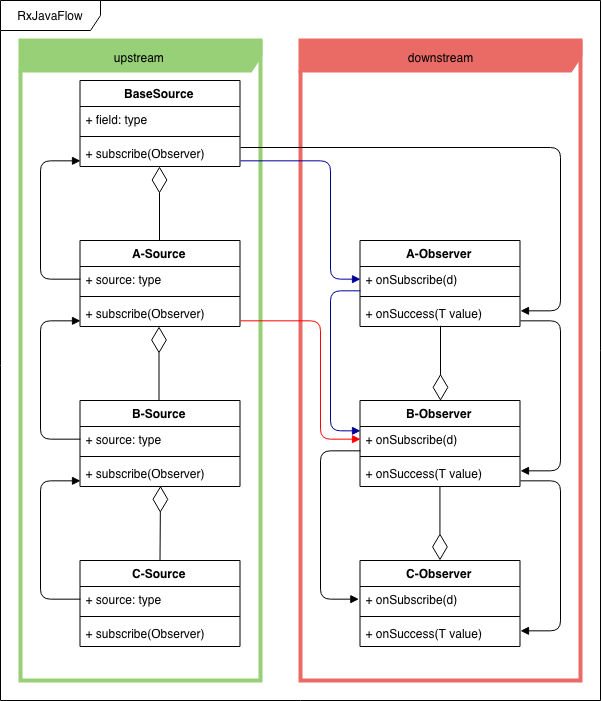 RxJavaFlow
upstream
downstream
BaseSource
+ field: type
+ subscribe(Observer)
A-Source
+ source: type
+ subscribe(Observer)
A-Observer
+ onSubscribe(d)
+ onSuccess(T value)
B-Source
+ source: type
+ subscribe(Observer)
B-Observer
+ onSubscribe(d)
+ onSuccess(T value)
C-Source
+ source: type
+ subscribe(Observer)
C-Observer
+ onSubscribe(d)
+ onSuccess(T value)